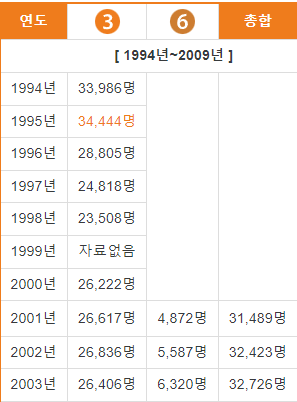 연도 3 6 총합
[ 1994년~2009년 ]
1994년 33,986명
1995년 34,444명
1996년 28,805명
1997년 24,818명
1998년 23,508명
1999년 자료없음
2000년 26,222명
2001년 26,617명 4,872명 31,489명
2002년 26,836명 5,587명 32,423명
2003년 26,406명 6,320명 32,726명